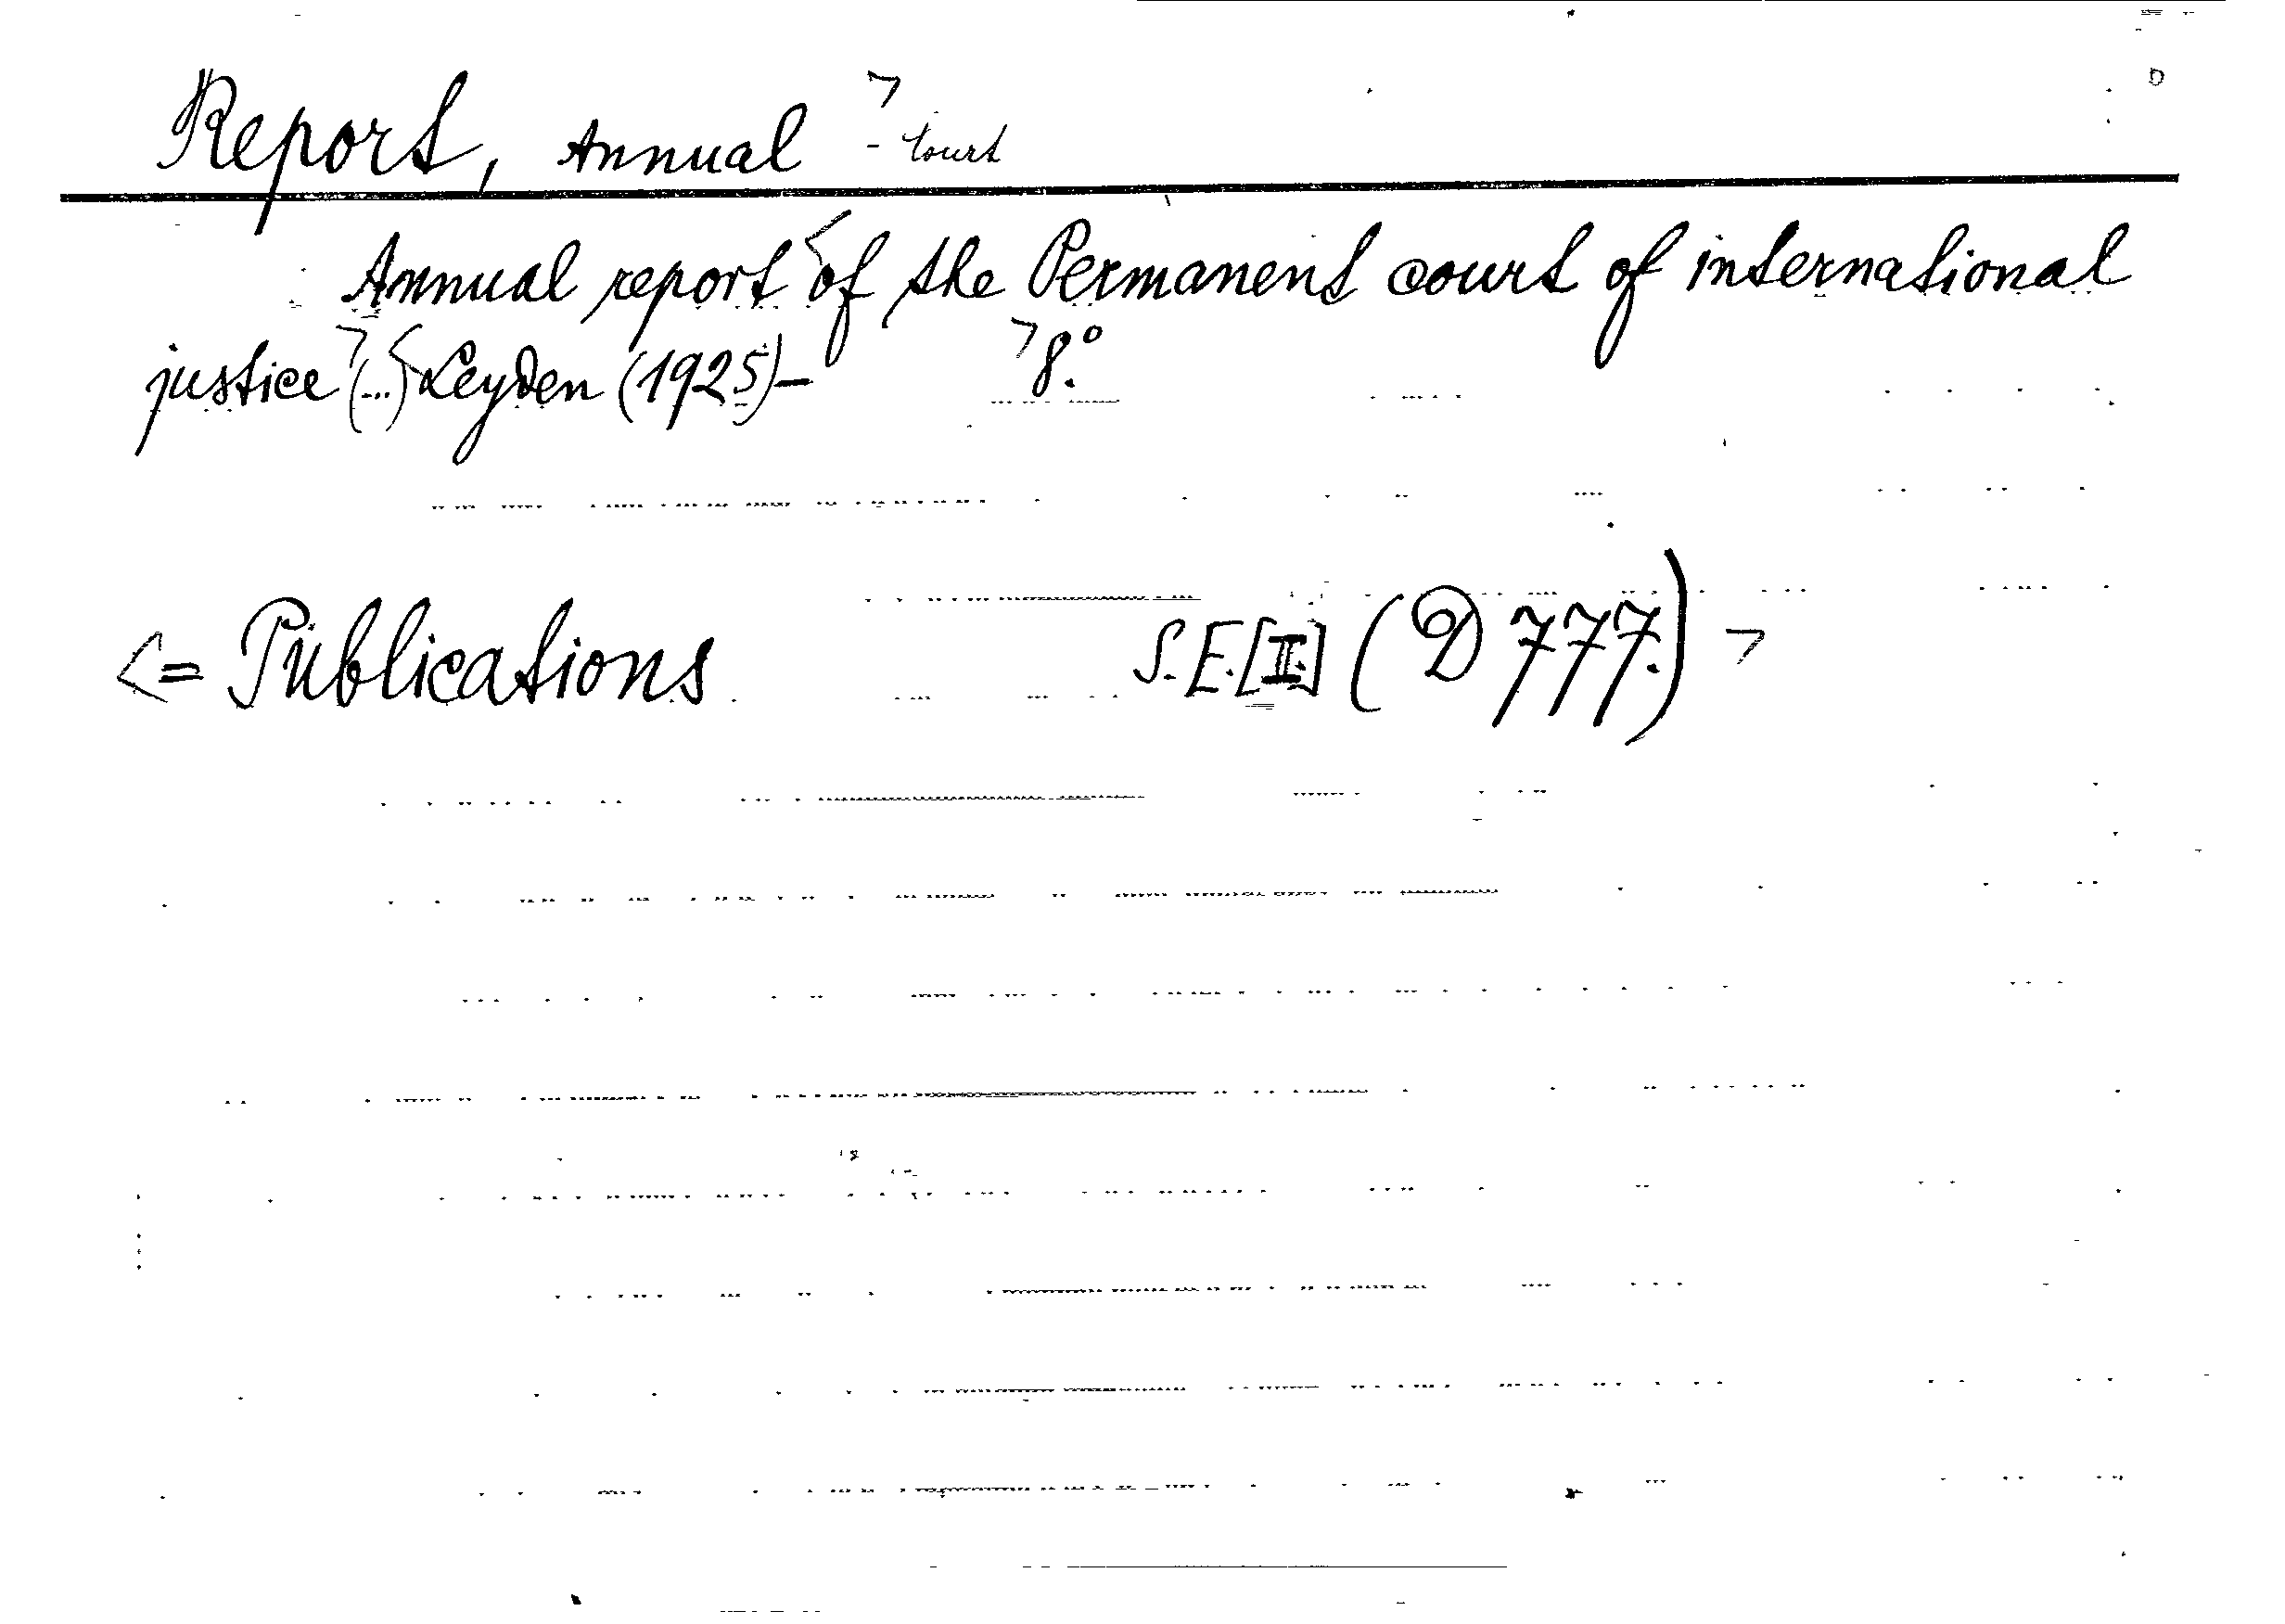 Report, Annual > - Court
Annual report < of the Permanent court of international
justice > (...) < Leyden (1925)- > 8.°
<= Publications S.E.[II.] (D 777.) >